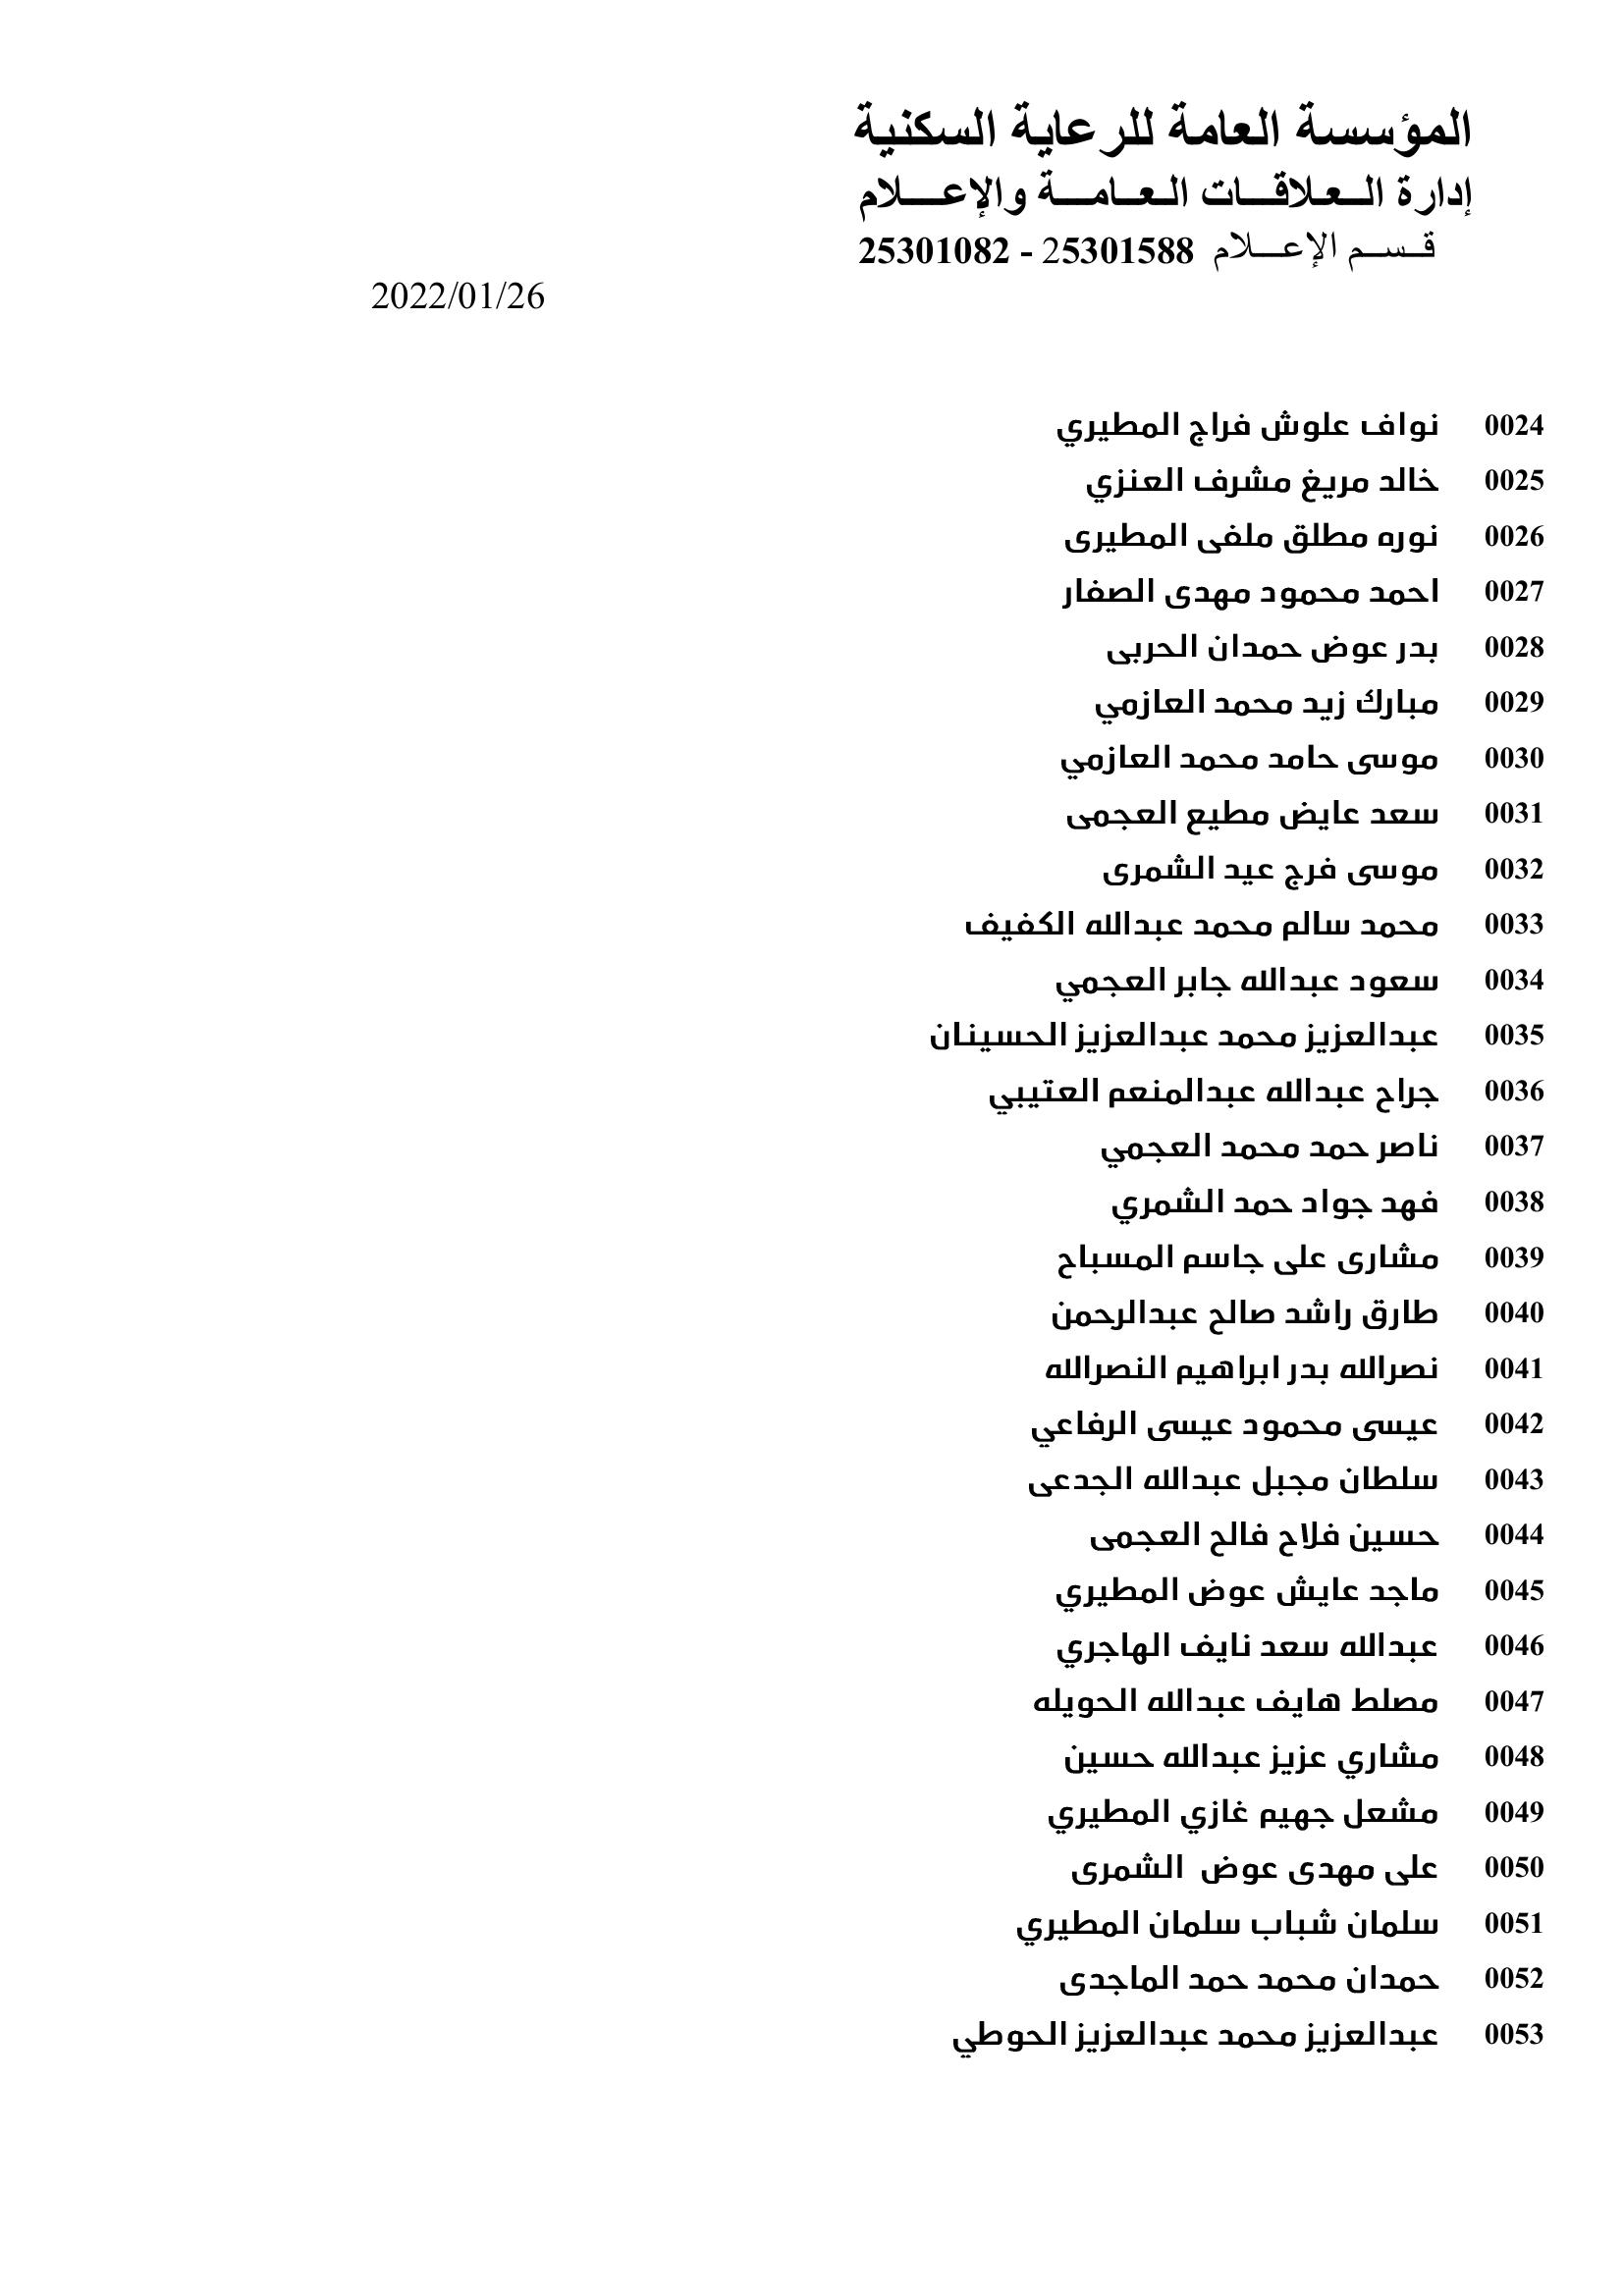 المؤسسة العامة للرعاية السكنية
إدارة الـعـلاقـــات الـعـامـــة والإعـــلام
قـسـم الإعـــلام 25301588 - 25301082
2022/01/26
0024 نواف علوش فراج المطيري
0025 خالد مريغ مشرف العنزي
0026 نوره مطلق ملفى المطيرى
0027 احمد محمود مهدى الصفار
0028 بدر عوض حمدان الحربى
0029 مبارك زيد محمد العازمي
0030 موسى حامد محمد العازمي
0031 سعد عايض مطيع العجمى
0032 موسى فرج عيد الشمرى
0033 محمد سالم محمد عبدالله الكفيف
0034 سعود عبدالله جابر العجمي
0035 عبدالعزيز محمد عبدالعزيز الحسينان
0036 جراح عبدالله عبدالمنعم العتيبي
0037 ناصر حمد محمد العجمي
0038 فهد جواد حمد الشمري
0039 مشارى على جاسم المسباح
0040 طارق راشد صالح عبدالرحمن
0041 نصرالله بدر ابراهيم النصرالله
0042 عيسى محمود عيسى الرفاعي
0043 سلطان مجبل عبدالله الجدعى
0044 حسين فلاح فالح العجمى
0045 ماجد عايش عوض المطيري
0046 عبدالله سعد نايف الهاجري
0047 مصلط هايف عبدالله الحويله
0048 مشاري عزيز عبدالله حسين
0049 مشعل جهيم غازي المطيري
0050 على مهدى عوض الشمرى
0051 سلمان شباب سلمان المطيري
0052 حمدان محمد حمد الماجدى
0053 عبدالعزيز محمد عبدالعزيز الحوطي